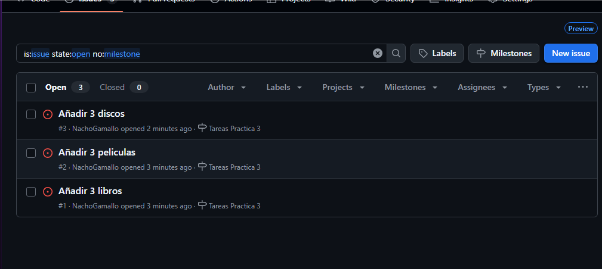 Code Issues 3 Pull requests Actions Projects Wiki Security Insights Settings
Preview
is:issue state:open no:milestone
Labels
Milestones
New issue
Open 3 Closed 0 Author Labels Projects Milestones Assignees Types
Añadir 3 discos
#3 · NachoGamallo opened 2 minutes ago · Tareas Practica 3
Añadir 3 peliculas
#2 · NachoGamallo opened 3 minutes ago · Tareas Practica 3
Añadir 3 libros
#1 · NachoGamallo opened 3 minutes ago · Tareas Practica 3